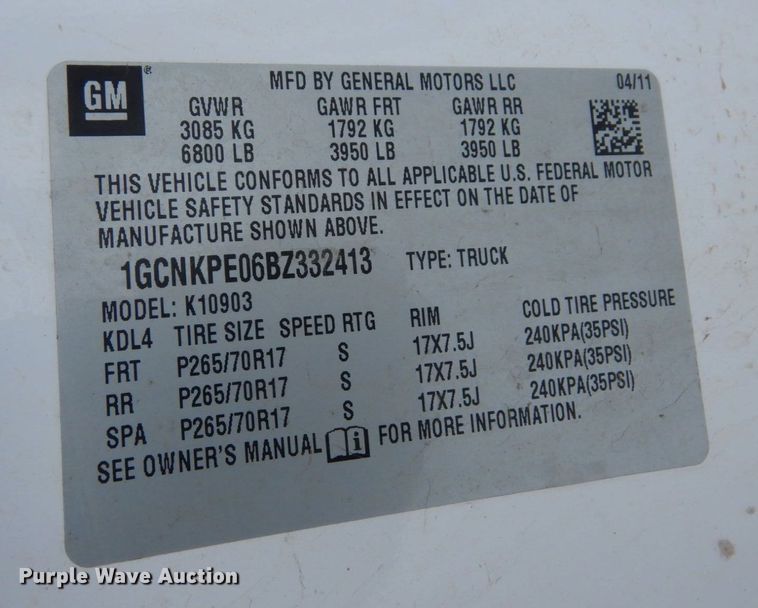 GM®
MFD BY GENERAL MOTORS LLC 04/11
GVWR GAWR FRT GAWR RR
3085 KG 1792 KG 1792 KG
6800 LB 3950 LB 3950 LB
THIS VEHICLE CONFORMS TO ALL APPLICABLE U.S. FEDERAL MOTOR
VEHICLE SAFETY STANDARDS IN EFFECT ON THE DATE OF
MANUFACTURE SHOWN ABOVE.
1GCNKPE06BZ332413 TYPE: TRUCK
MODEL: K10903
KDL4 TIRE SIZE SPEED RTG RIM COLD TIRE PRESSURE
FRT P265/70R17 S 17X7.5J 240KPA(35PSI)
RR P265/70R17 S 17X7.5J 240KPA(35PSI)
SPA P265/70R17 S 17X7.5J 240KPA(35PSI)
SEE OWNER'S MANUAL i FOR MORE INFORMATION.
Purple Wave Auction